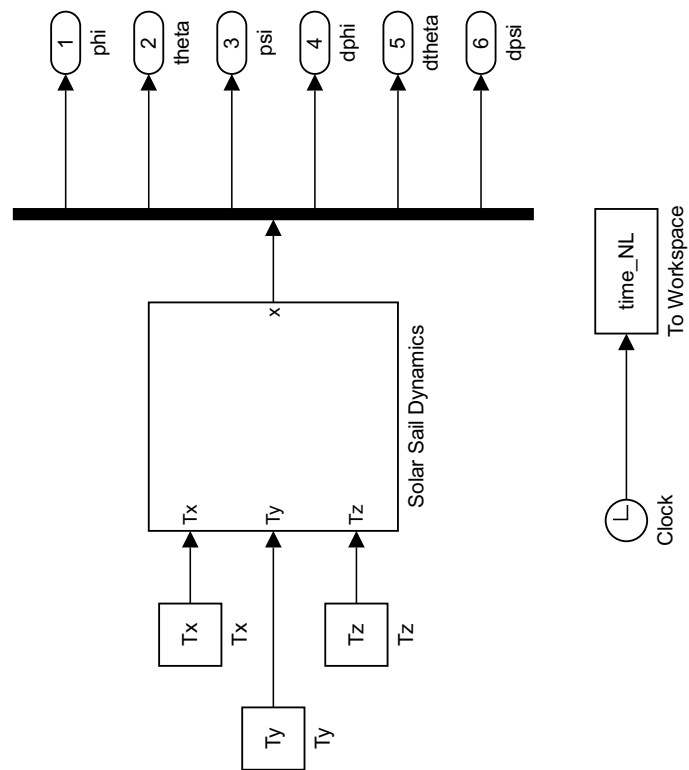 Tx
Tx
Ty
Ty
Tz
Tz
Tx
Ty
Tz
x
Solar Sail Dynamics
1
phi
2
theta
3
psi
4
dphi
5
dtheta
6
dpsi
Clock
time_NL
To Workspace